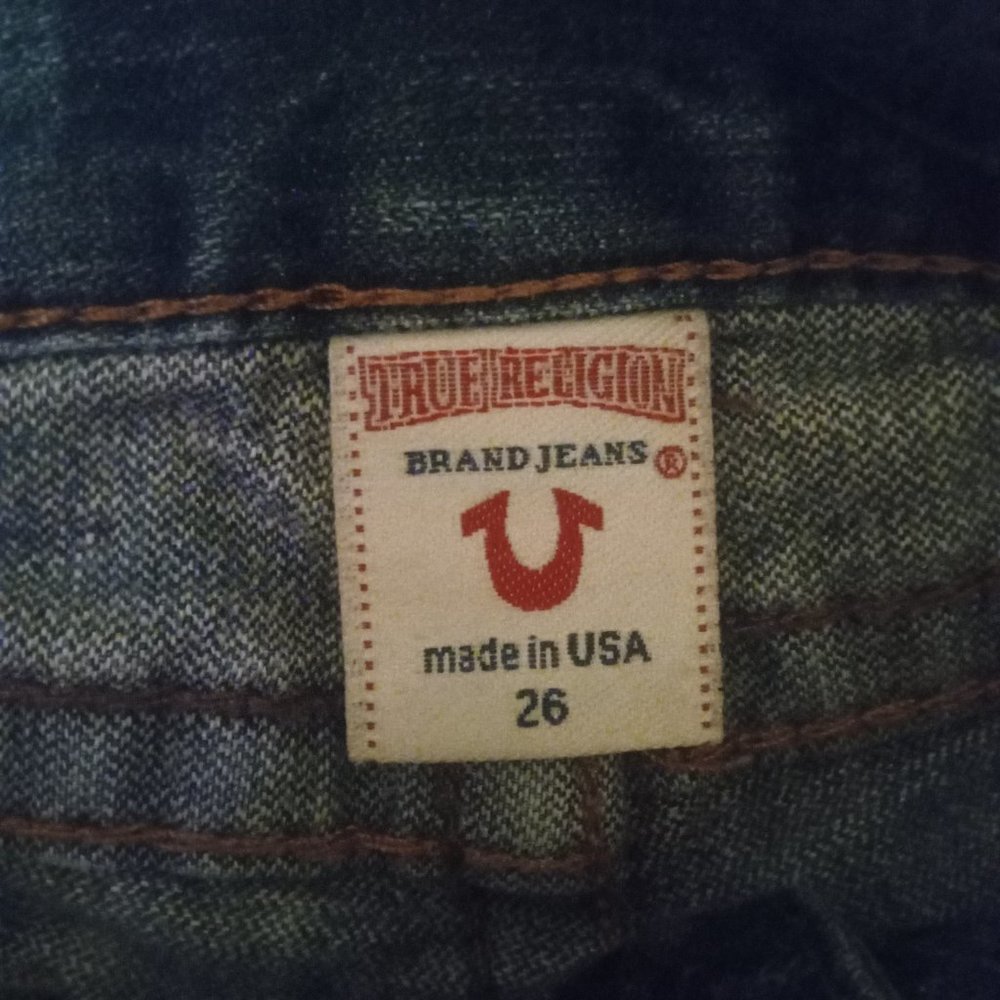 TRUE RELIGION
BRAND JEANS ®
made in USA
26